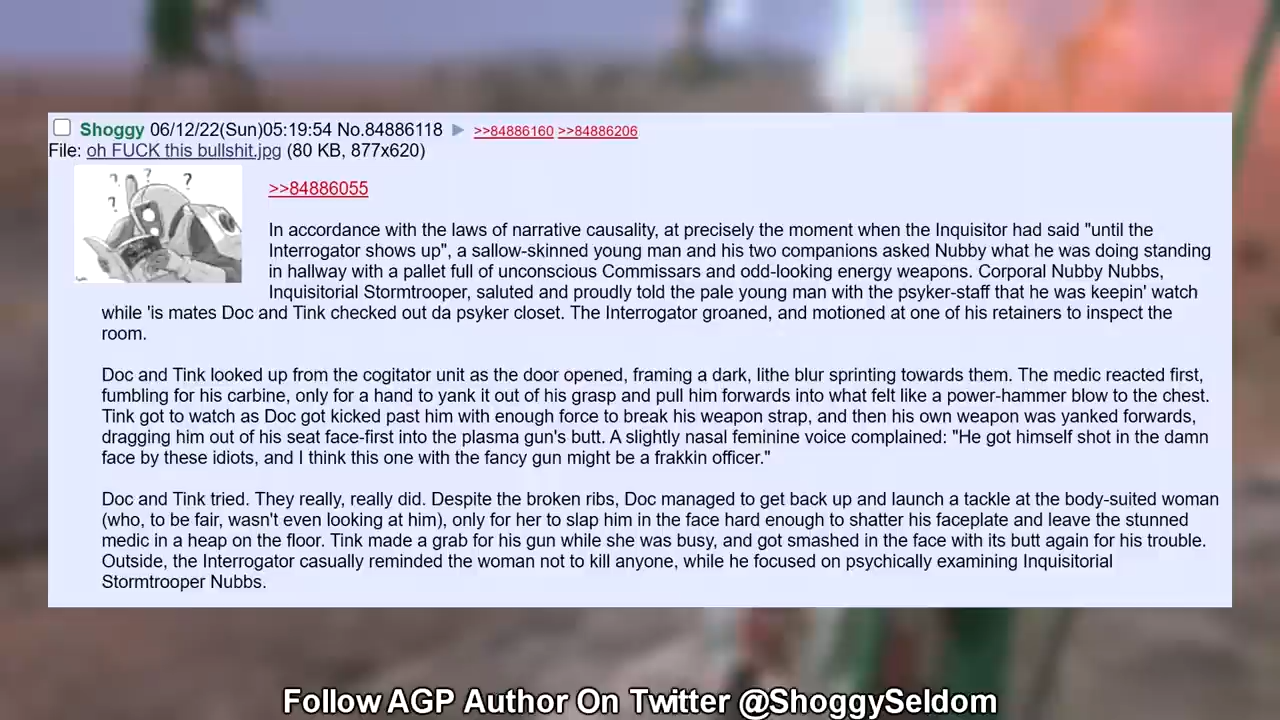 Shoggy 06/12/22(Sun)05:19:54 No.84886118 ▶ >>84886160 >>84886206
File: oh FUCK this bullshit.jpg (80 KB, 877x620)
? ? ? ?
>>84886055
In accordance with the laws of narrative causality, at precisely the moment when the Inquisitor had said "until the
Interrogator shows up", a sallow-skinned young man and his two companions asked Nubby what he was doing standing
in hallway with a pallet full of unconscious Commissars and odd-looking energy weapons. Corporal Nubby Nubbs,
Inquisitorial Stormtrooper, saluted and proudly told the pale young man with the psyker-staff that he was keepin' watch
while 'is mates Doc and Tink checked out da psyker closet. The Interrogator groaned, and motioned at one of his retainers to inspect the
room.
Doc and Tink looked up from the cogitator unit as the door opened, framing a dark, lithe blur sprinting towards them. The medic reacted first,
fumbling for his carbine, only for a hand to yank it out of his grasp and pull him forwards into what felt like a power-hammer blow to the chest.
Tink got to watch as Doc got kicked past him with enough force to break his weapon strap, and then his own weapon was yanked forwards,
dragging him out of his seat face-first into the plasma gun's butt. A slightly nasal feminine voice complained: "He got himself shot in the damn
face by these idiots, and I think this one with the fancy gun might be a frakkin officer."
Doc and Tink tried. They really, really did. Despite the broken ribs, Doc managed to get back up and launch a tackle at the body-suited woman
(who, to be fair, wasn't even looking at him), only for her to slap him in the face hard enough to shatter his faceplate and leave the stunned
medic in a heap on the floor. Tink made a grab for his gun while she was busy, and got smashed in the face with its butt again for his trouble.
Outside, the Interrogator casually reminded the woman not to kill anyone, while he focused on psychically examining Inquisitorial
Stormtrooper Nubbs.
Follow AGP Author On Twitter @ShoggySeldom